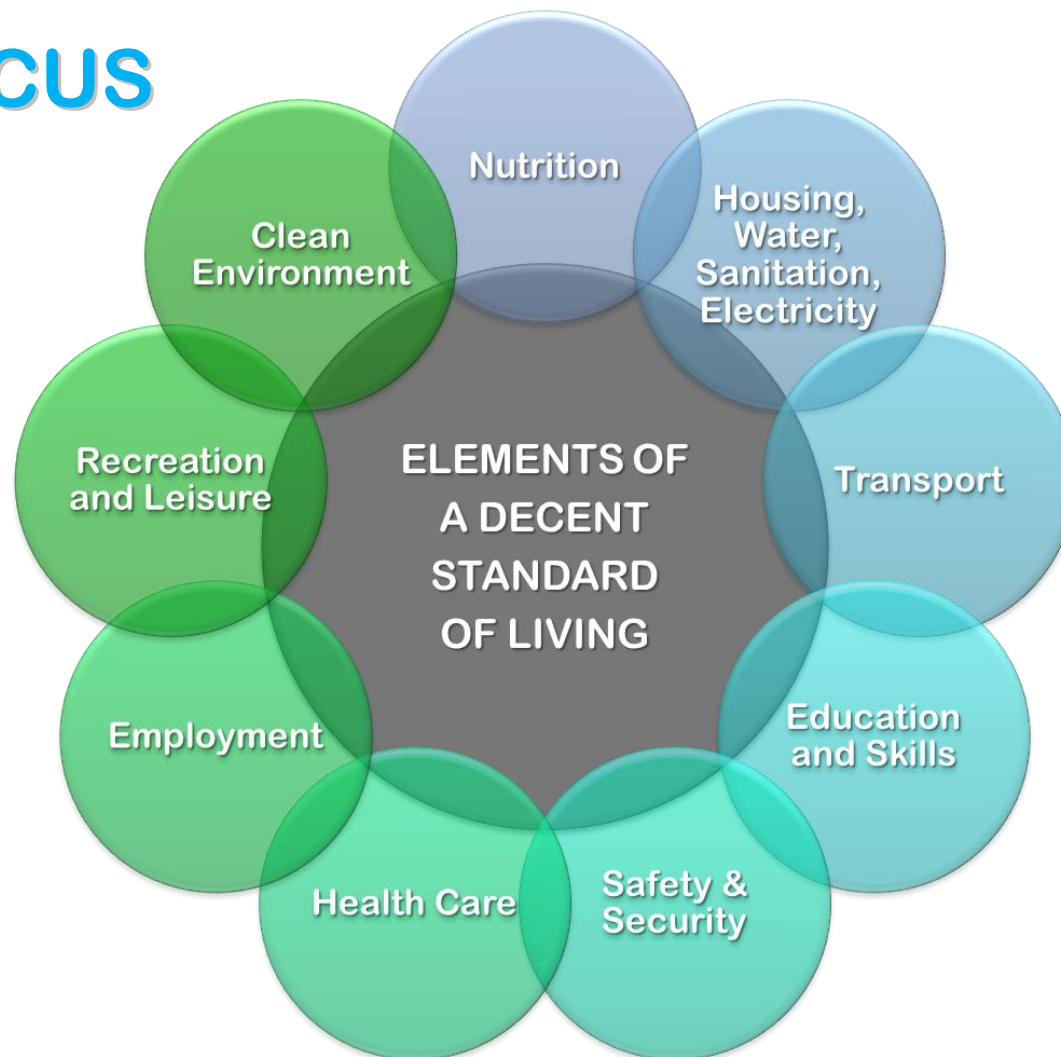 CUS
Nutrition
Housing,
Water,
Sanitation,
Electricity
Transport
Education
and Skills
Safety &
Security
Health Care
Employment
Recreation
and Leisure
Clean
Environment
ELEMENTS OF
A DECENT
STANDARD
OF LIVING